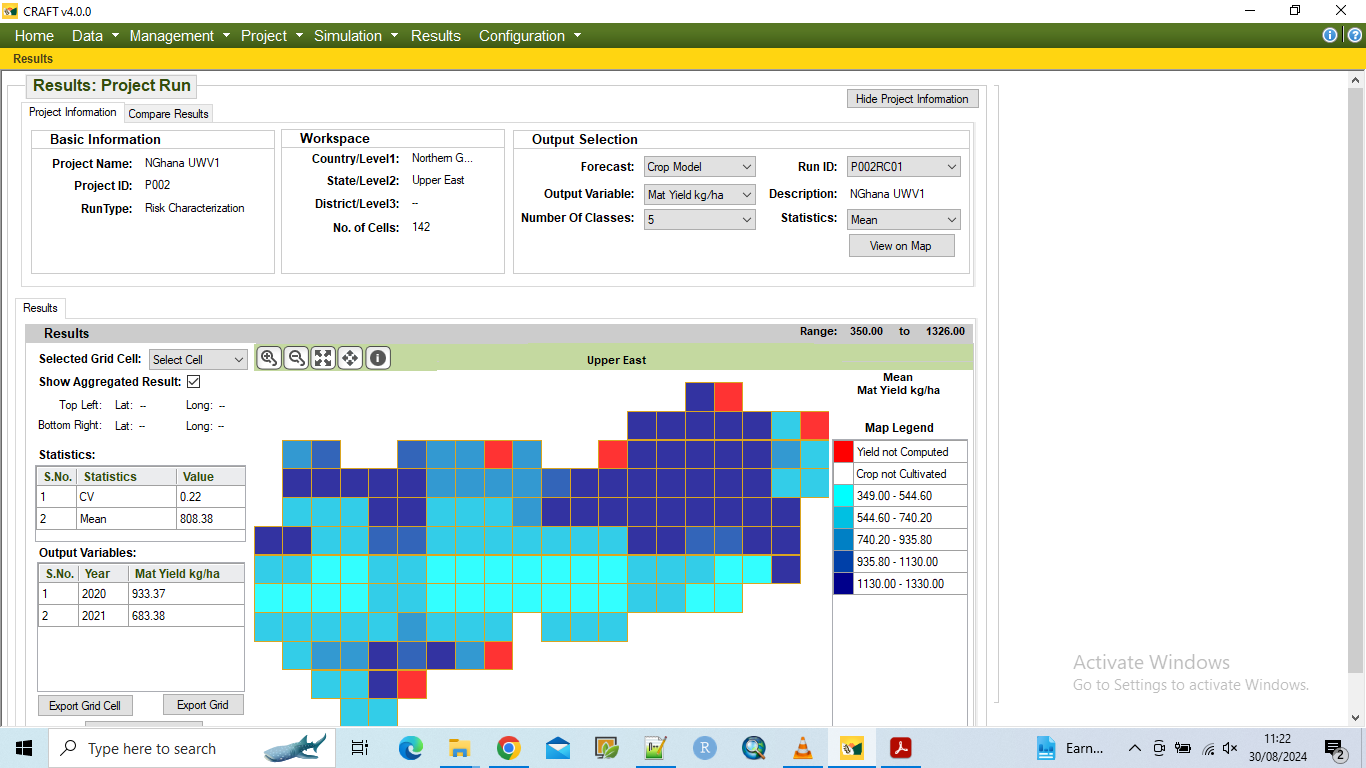 CRAFT v4.0.0
Home Data Management Project Simulation Results Configuration
Results
Results: Project Run
Hide Project Information
Project Information Compare Results
Basic Information
Project Name: NGhana UWV1
Project ID: P002
RunType: Risk Characterization
Workspace
Country/Level1: Northern G...
State/Level2: Upper East
District/Level3: --
No. of Cells: 142
Output Selection
Forecast: Crop Model Run ID: P002RC01
Output Variable: Mat Yield kg/ha Description: NGhana UWV1
Number Of Classes: 5 Statistics: Mean
View on Map
Results
Results Range: 350.00 to 1326.00
Selected Grid Cell: Select Cell
Show Aggregated Result:
Top Left: Lat: -- Long: --
Bottom Right: Lat: -- Long: --
Statistics:
S.No. Statistics Value
1 CV 0.22
2 Mean 808.38
Output Variables:
S.No. Year Mat Yield kg/ha
1 2020 933.37
2 2021 683.38
Export Grid Cell Export Grid
Upper East
Mean
Mat Yield kg/ha
Map Legend
Yield not Computed
Crop not Cultivated
349.00 - 544.60
544.60 - 740.20
740.20 - 935.80
935.80 - 1130.00
1130.00 - 1330.00
Activate Windows
Go to Settings to activate Windows.
Type here to search
Earn...
11:22
30/08/2024
2